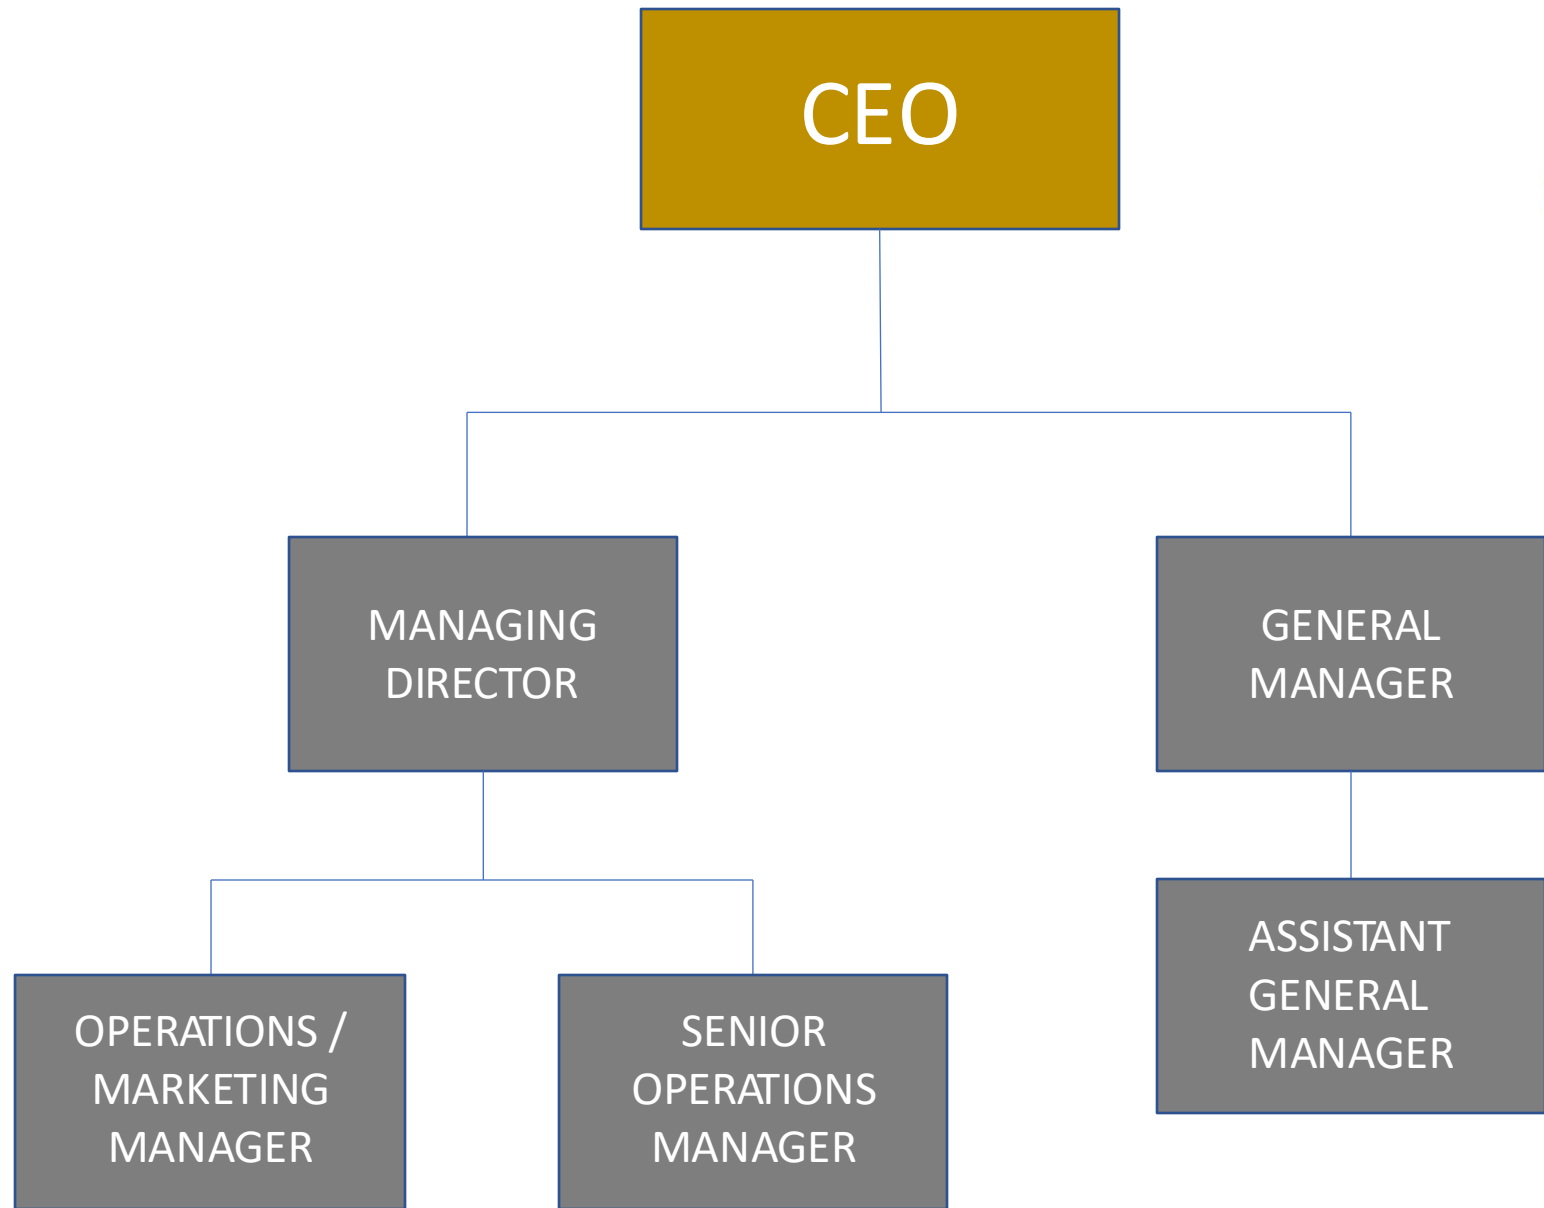 CEO
MANAGING
DIRECTOR
GENERAL
MANAGER
OPERATIONS /
MARKETING
MANAGER
SENIOR
OPERATIONS
MANAGER
ASSISTANT
GENERAL
MANAGER